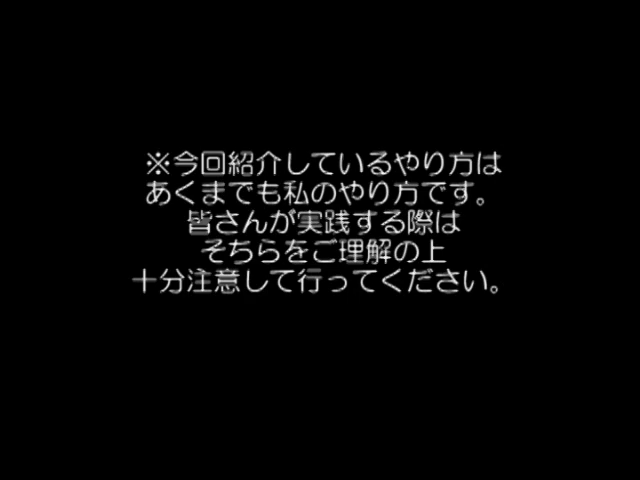 ※今回紹介しているやり方は
あくまでも私のやり方です。
皆さんが実践する際は
そちらをご理解の上
十分注意して行ってください。